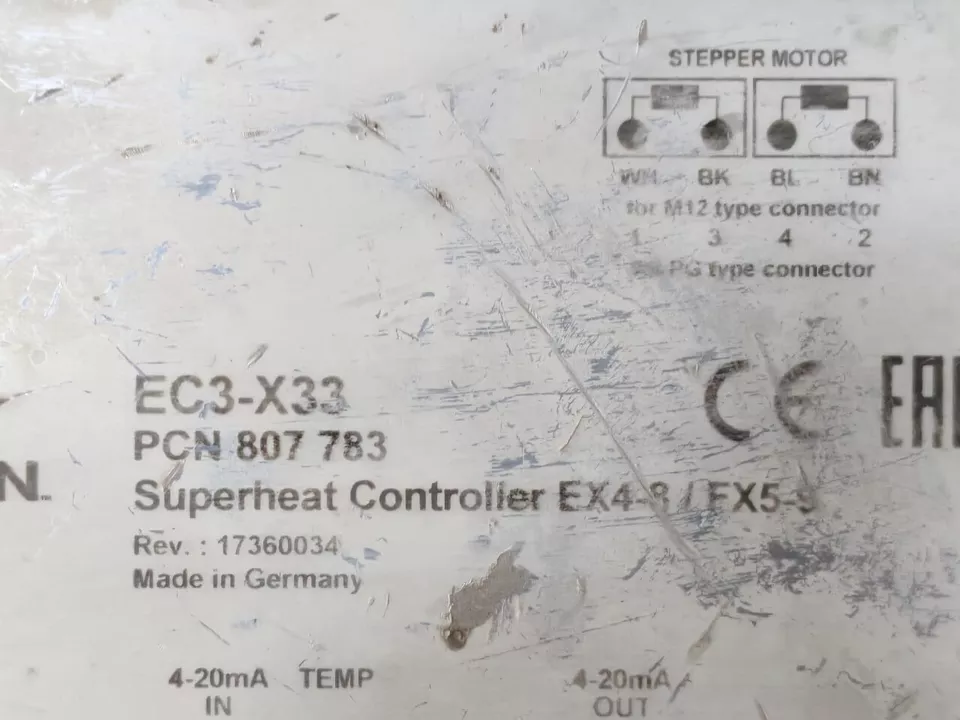 STEPPER MOTOR
WH BK BL BN
for M12 type connector
1 3 4 2
PG type connector
EC3-X33
CE EAC
PCN 807 783
N
Superheat Controller EX4-8 / EX5-9
Rev. : 17360034
Made in Germany
4-20mA TEMP 4-20mA
IN OUT